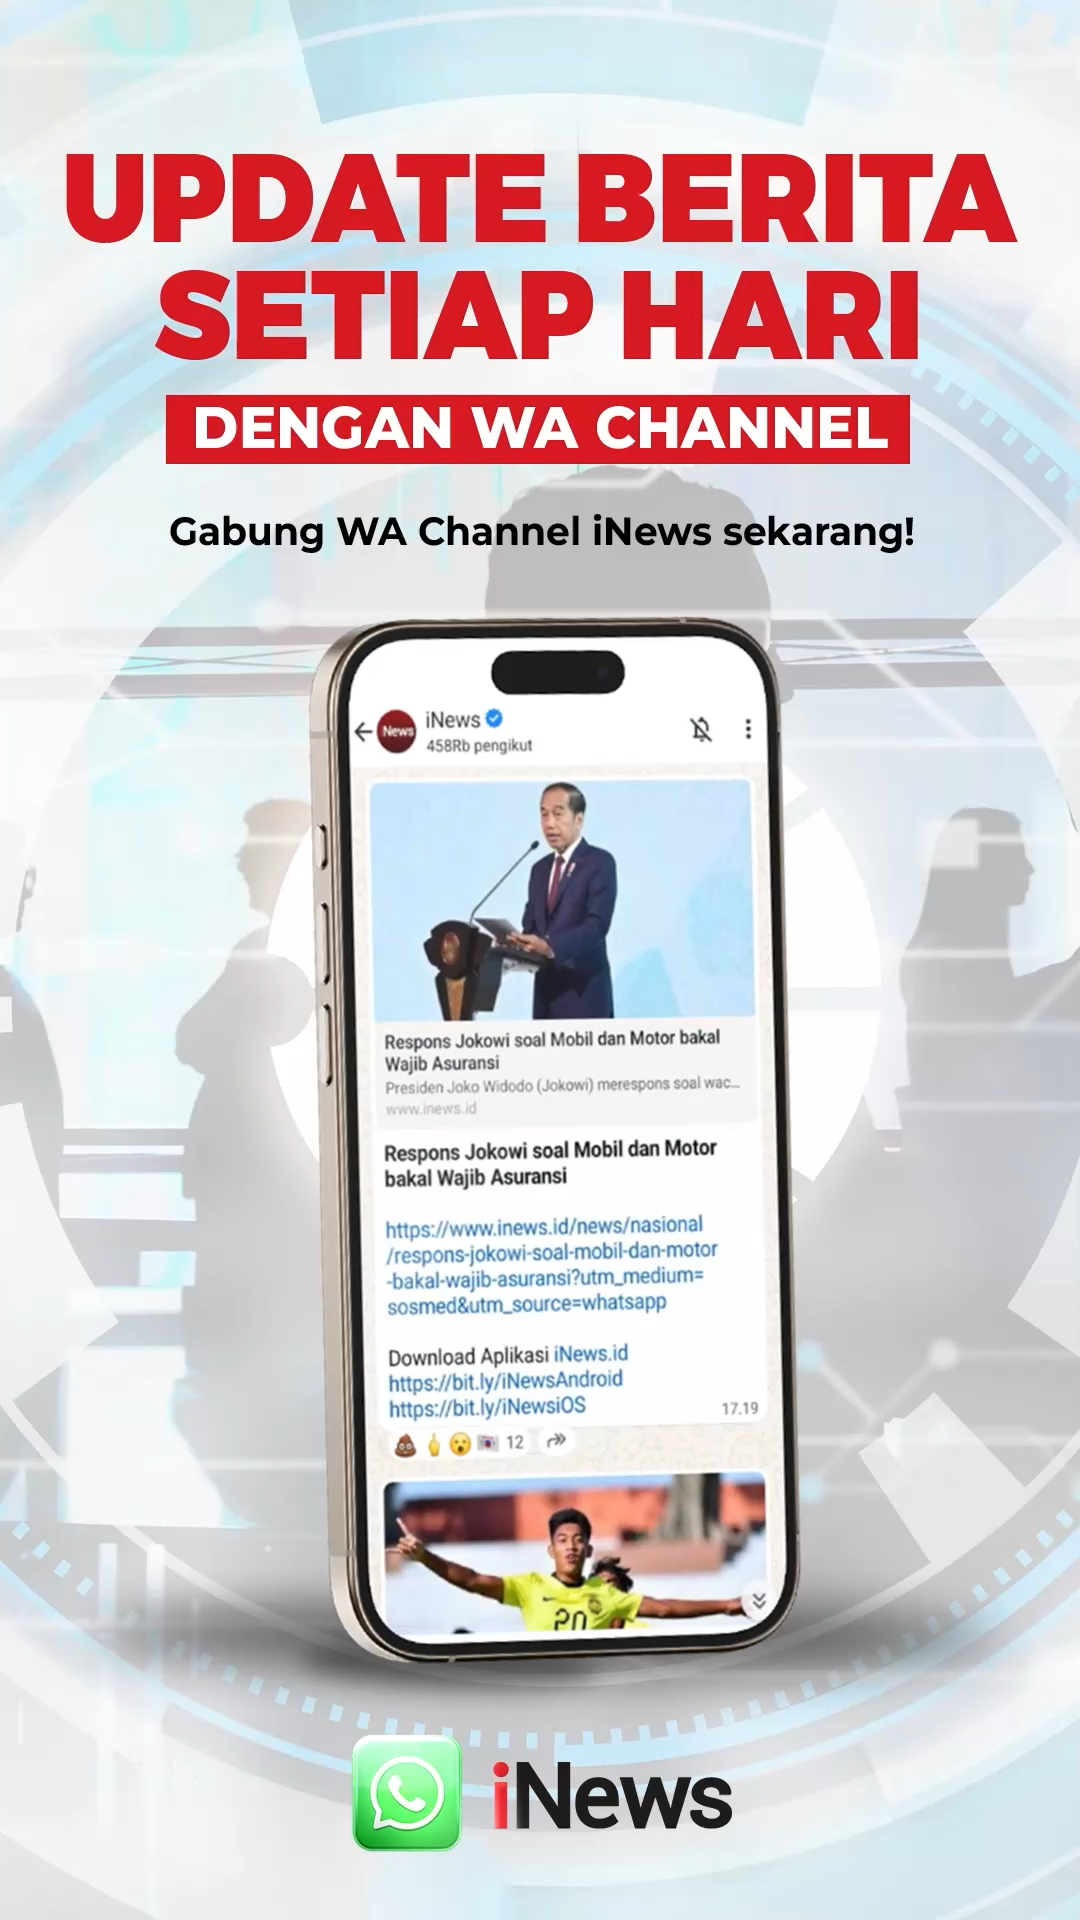 UPDATE BERITA
SETIAP HARI
DENGAN WA CHANNEL
Gabung WA Channel iNews sekarang!
News
iNews
458Rb pengikut
Respons Jokowi soal Mobil dan Motor bakal
Wajib Asuransi
Presiden Joko Widodo (Jokowi) merespons soal wac...
www.inews.id
Respons Jokowi soal Mobil dan Motor
bakal Wajib Asuransi
https://www.inews.id/news/nasional
/respons-jokowi-soal-mobil-dan-motor
-bakal-wajib-asuransi?utm_medium=
sosmed&utm_source=whatsapp
Download Aplikasi iNews.id
https://bit.ly/iNewsAndroid
https://bit.ly/iNewsiOS
17.19
12
20
iNews